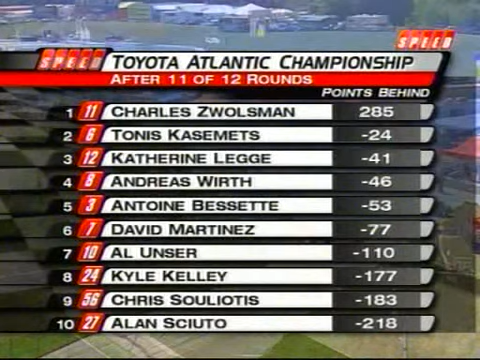 SPEED
SPEED TOYOTA ATLANTIC CHAMPIONSHIP
AFTER 11 OF 12 ROUNDS
POINTS BEHIND
1 11 CHARLES ZWOLSMAN 285
2 6 TONIS KASEMETS -24
3 12 KATHERINE LEGGE -41
4 8 ANDREAS WIRTH -46
5 3 ANTOINE BESSETTE -53
6 7 DAVID MARTINEZ -77
7 10 AL UNSER -110
8 24 KYLE KELLEY -177
9 56 CHRIS SOULIOTIS -183
10 27 ALAN SCIUTO -218